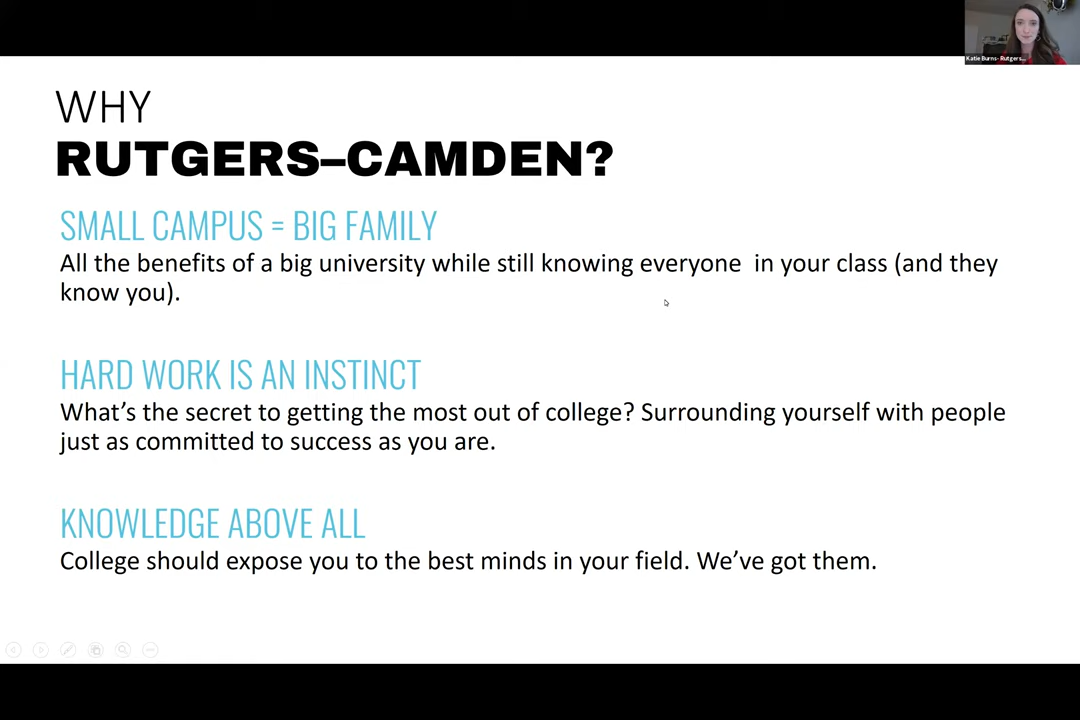 Katie Burns- Rutgers...
WHY
RUTGERS–CAMDEN?
SMALL CAMPUS = BIG FAMILY
All the benefits of a big university while still knowing everyone  in your class (and they
know you).
HARD WORK IS AN INSTINCT
What’s the secret to getting the most out of college? Surrounding yourself with people
just as committed to success as you are.
KNOWLEDGE ABOVE ALL
College should expose you to the best minds in your field. We’ve got them.